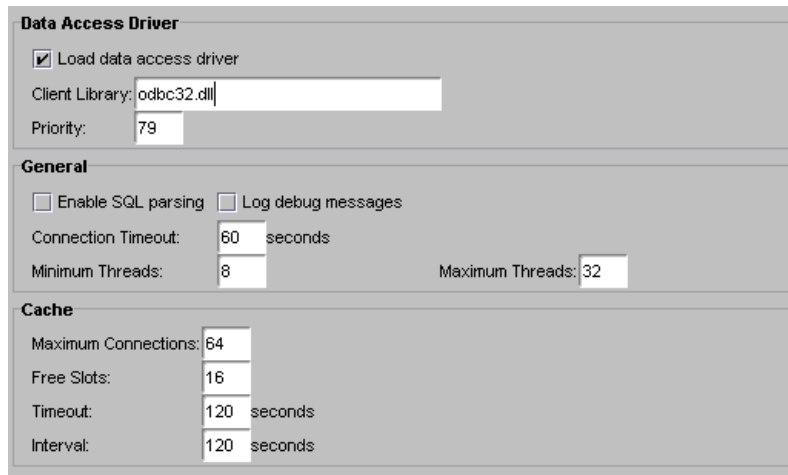 Data Access Driver
Load data access driver
Client Library: odbc32.dll
Priority: 79
General
Enable SQL parsing Log debug messages
Connection Timeout: 60 seconds
Minimum Threads: 8 Maximum Threads: 32
Cache
Maximum Connections: 64
Free Slots: 16
Timeout: 120 seconds
Interval: 120 seconds